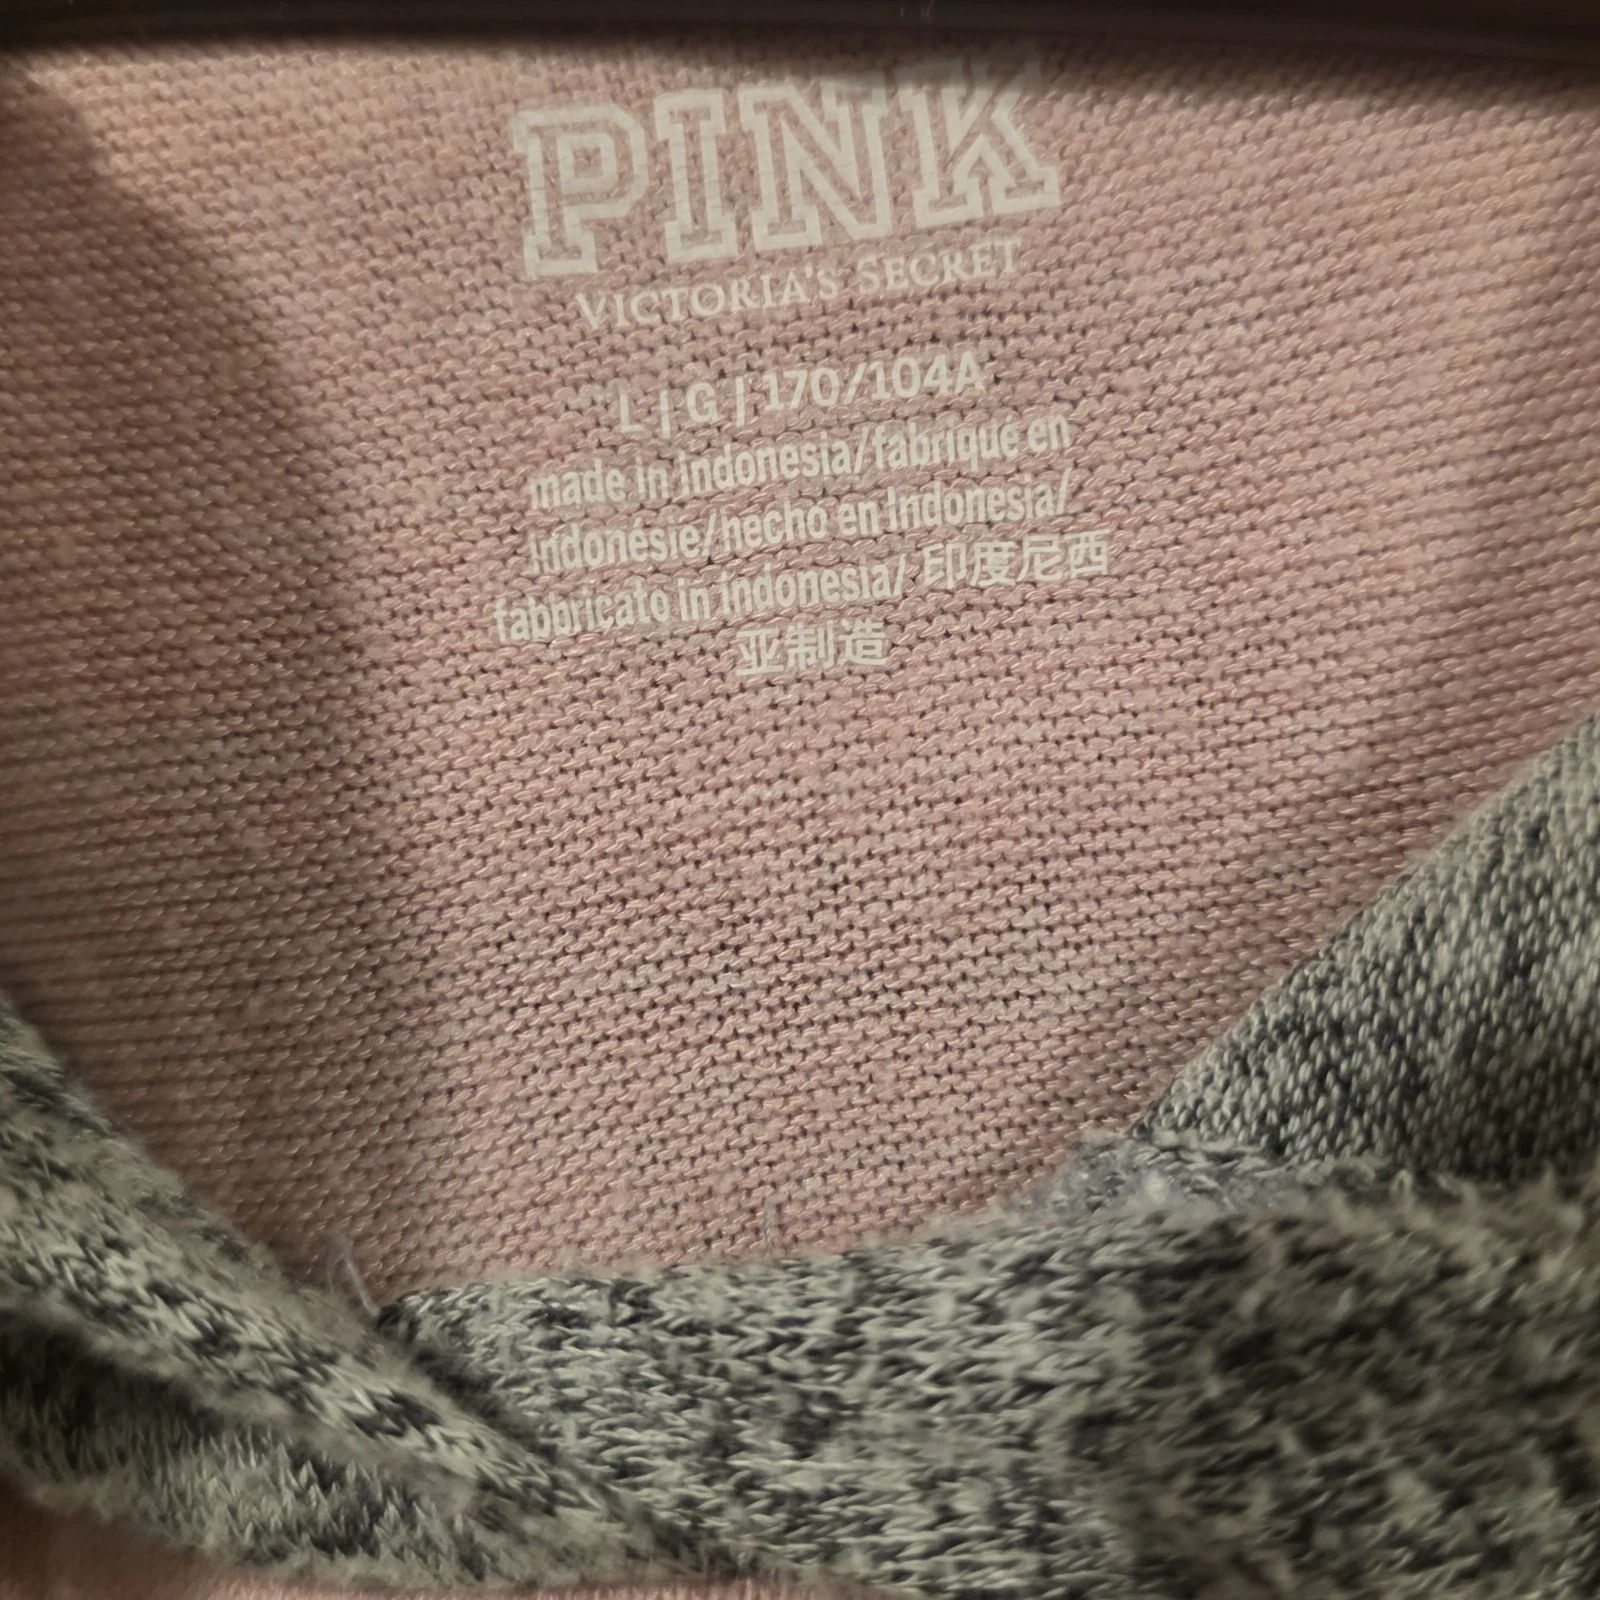 PINK
VICTORIA'S SECRET
L | G | 170/104A
made in indonesia/fabriqué en
indonésie/hecho en indonesia/
fabbricato in indonesia/ 印度尼西
亚制造